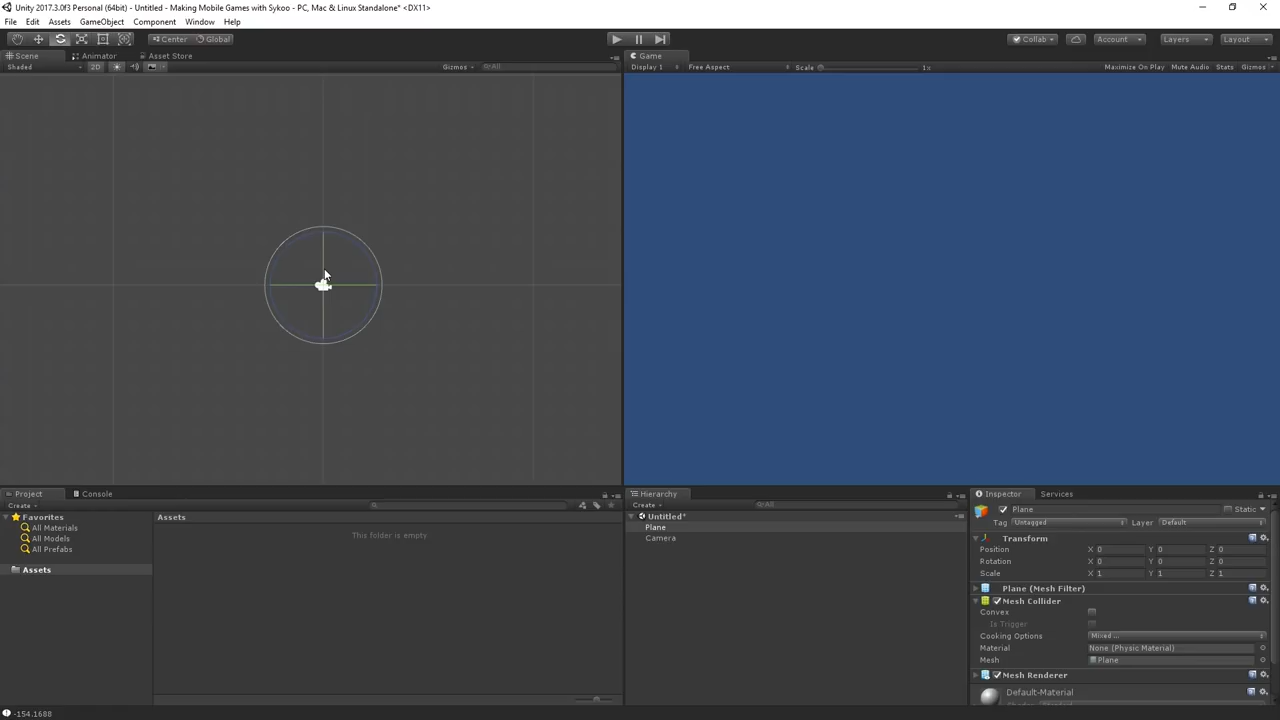 Unity 2017.3.0f3 Personal (64bit) - Untitled - Making Mobile Games with Sykoo - PC, Mac & Linux Standalone* <DX11>
File Edit Assets GameObject Component Window Help
Center Global Collab Account Layers Layout
Scene Animator Asset Store Game
Shaded 2D Gizmos All Display 1 Free Aspect Scale 1x Maximize On Play Mute Audio Stats Gizmos
Project Console Hierarchy Inspector Services
Create Create All Plane Static
Favorites Assets Untitled* Tag Untagged Layer Default
All Materials Plane
All Models This folder is empty Camera Transform
All Prefabs Position X 0 Y 0 Z 0
Rotation X 0 Y 0 Z 0
Assets Scale X 1 Y 1 Z 1
Plane (Mesh Filter)
Mesh Collider
Convex
Is Trigger
Cooking Options Mixed ...
Material None (Physic Material)
Mesh Plane
Mesh Renderer
Default-Material
-154.1688